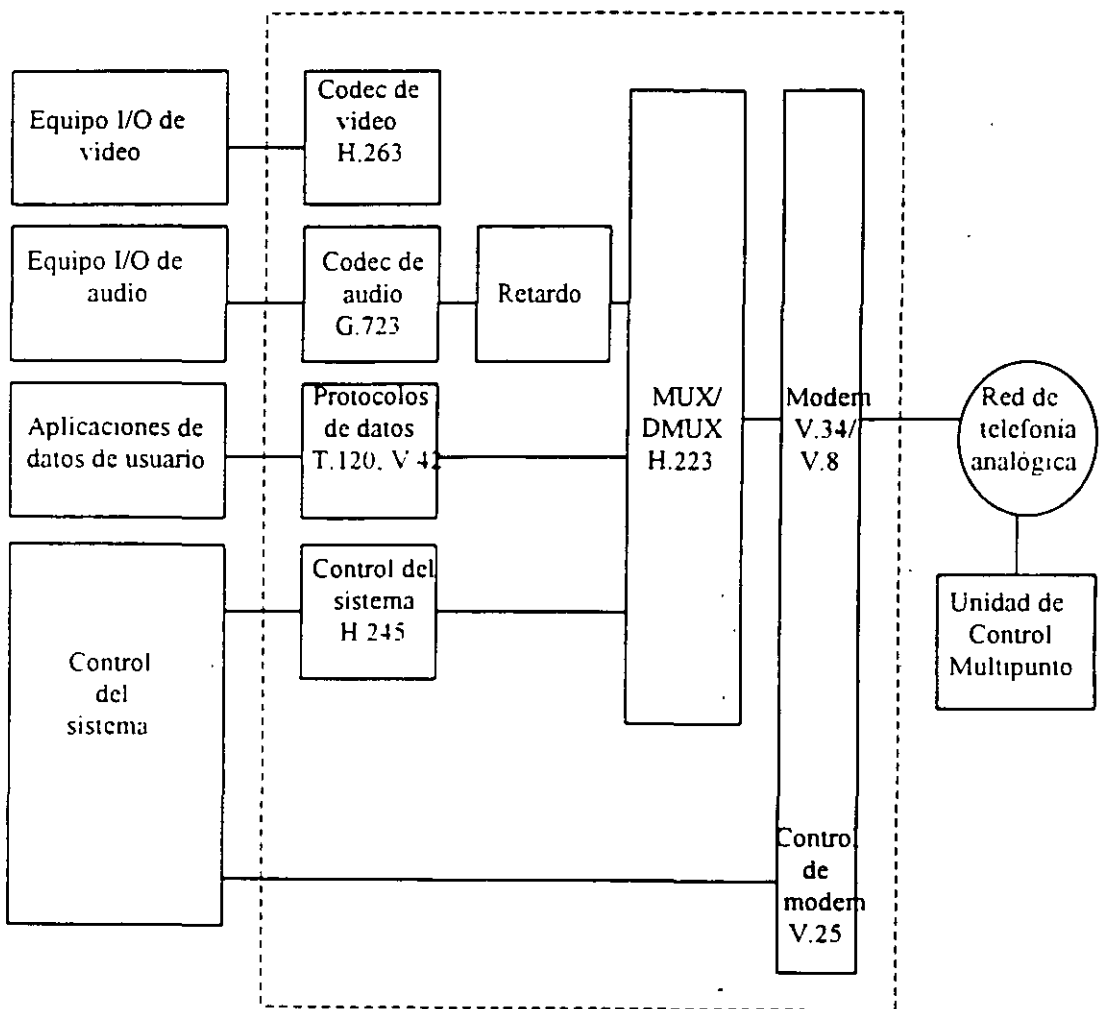 Equipo I/O de
video
Codec de
video
H.263
Equipo I/O de
audio
Codec de
audio
G.723
Retardo
Aplicaciones de
datos de usuario
Protocolos
de datos
T.120, V 42
Control
del
sistema
Control del
sistema
H 245
MUX/
DMUX
H.223
Modem
V.34/
V.8
Control
de
modem
V.25
Red de
telefonia
analógica
Unidad de
Control
Multipunto